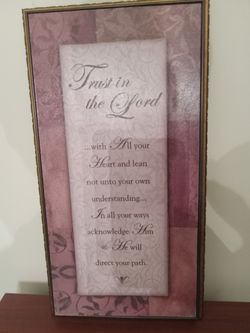 Trust in
the Lord
...with All your
Heart and lean
not unto your own
understanding...
In all your ways
acknowledge Him
& He will
direct your path.